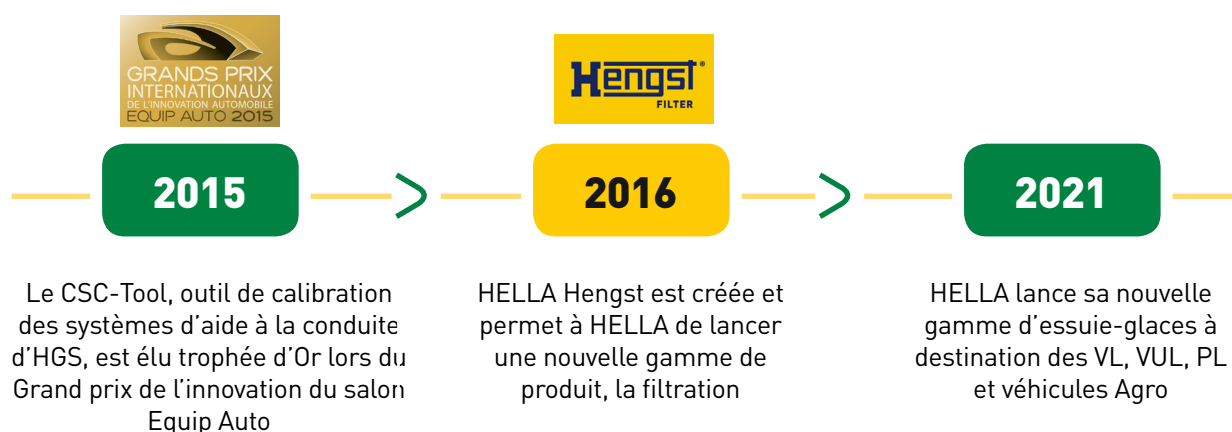 GRANDS PRIX
INTERNATIONAUX
DE L'INNOVATION AUTOMOBILE
EQUIP AUTO 2015
Hengst®
FILTER
2015
2016
2021
Le CSC-Tool, outil de calibration
des systèmes d'aide à la conduite
d'HGS, est élu trophée d'Or lors du
Grand prix de l'innovation du salon
Equip Auto
HELLA Hengst est créée et
permet à HELLA de lancer
une nouvelle gamme de
produit, la filtration
HELLA lance sa nouvelle
gamme d'essuie-glaces à
destination des VL, VUL, PL
et véhicules Agro